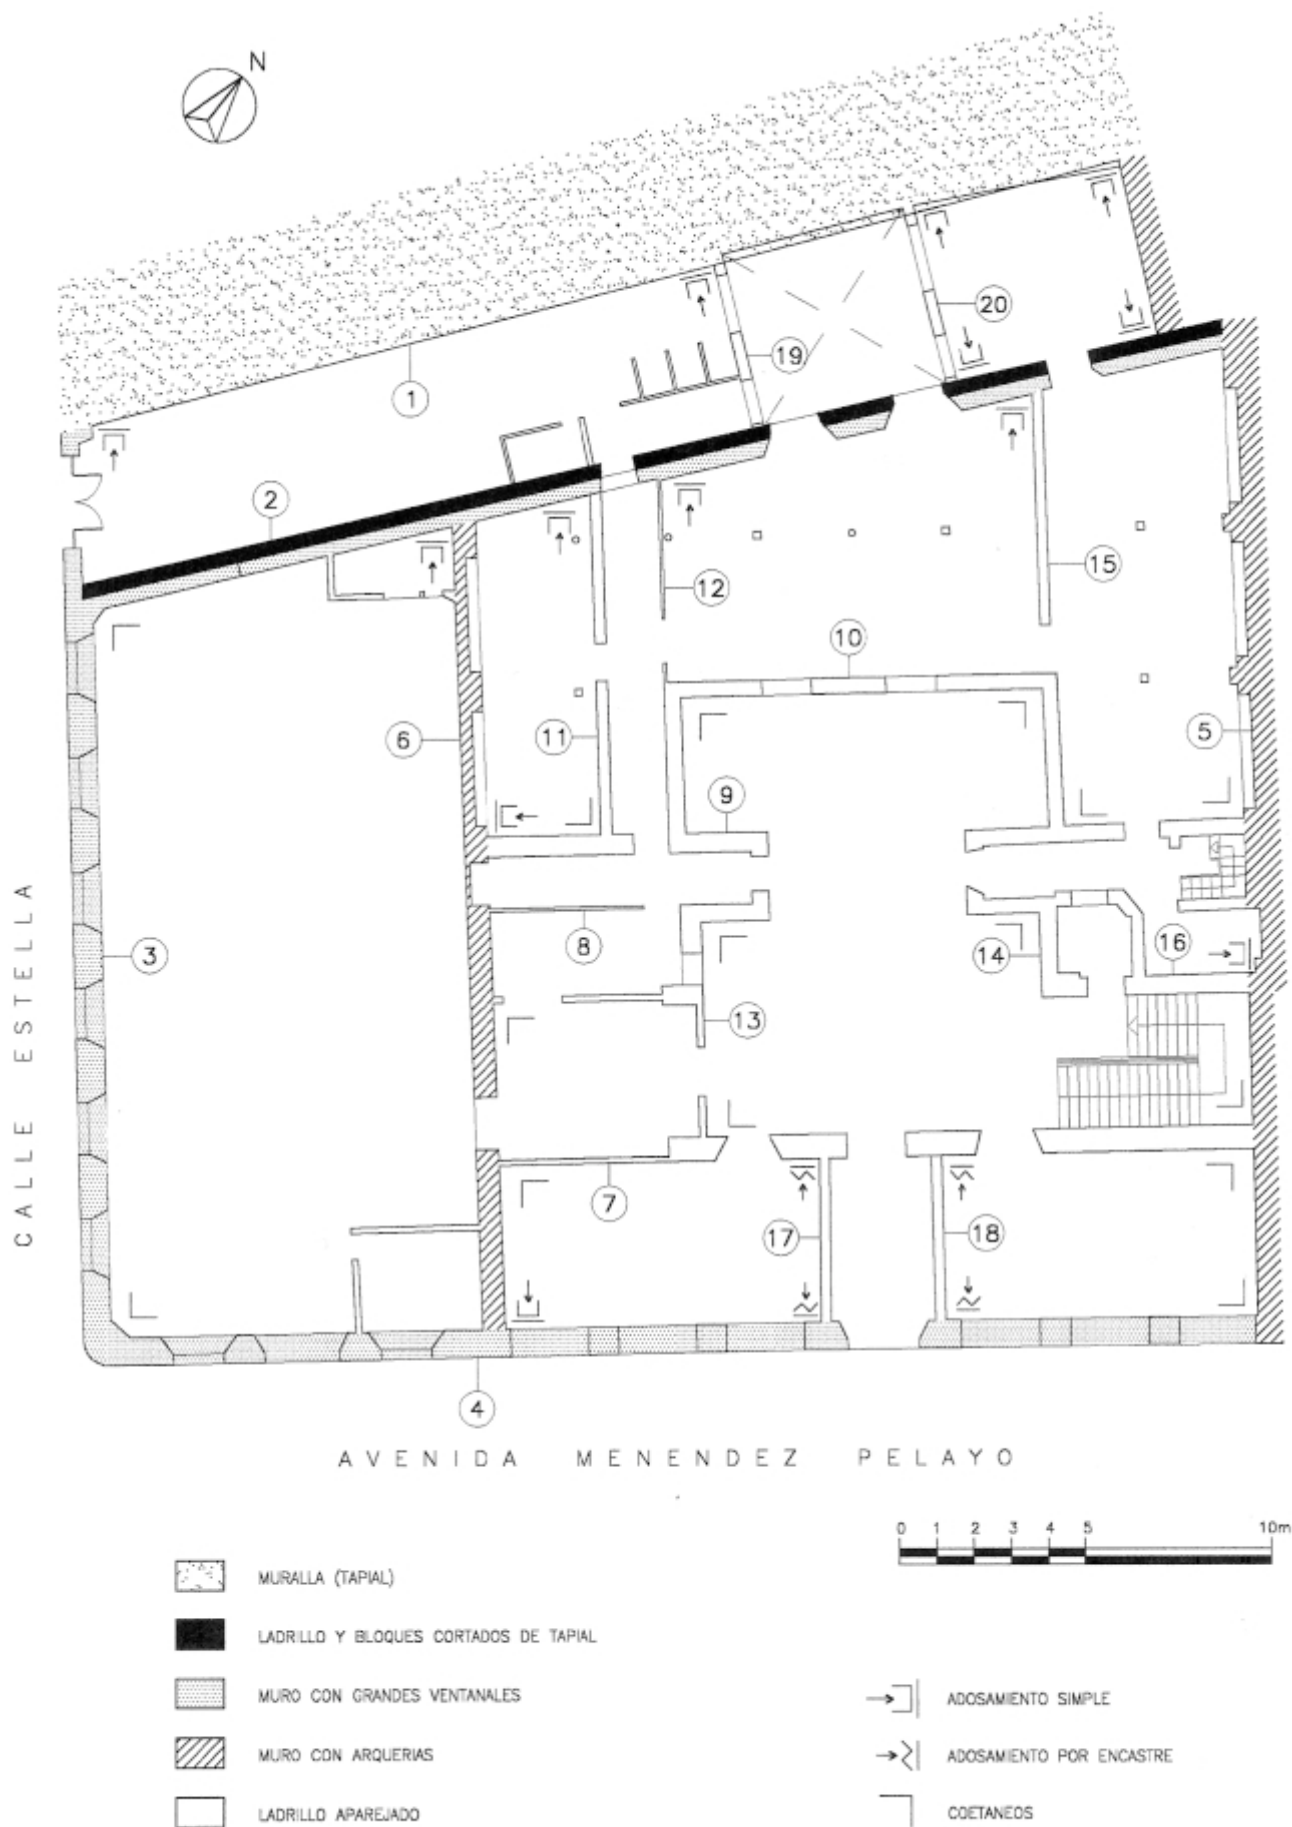 N
1
2
19
20
15
12
10
6
11
5
9
3
8
14
16
13
7
17
18
4
CALLE ESTELLA
AVENIDA MENENDEZ PELAYO
0 1 2 3 4 5 10m
MURALLA (TAPIAL)
LADRILLO Y BLOQUES CORTADOS DE TAPIAL
MURO CON GRANDES VENTANALES
MURO CON ARQUERIAS
LADRILLO APAREJADO
ADOSAMIENTO SIMPLE
ADOSAMIENTO POR ENCASTRE
COETANEOS